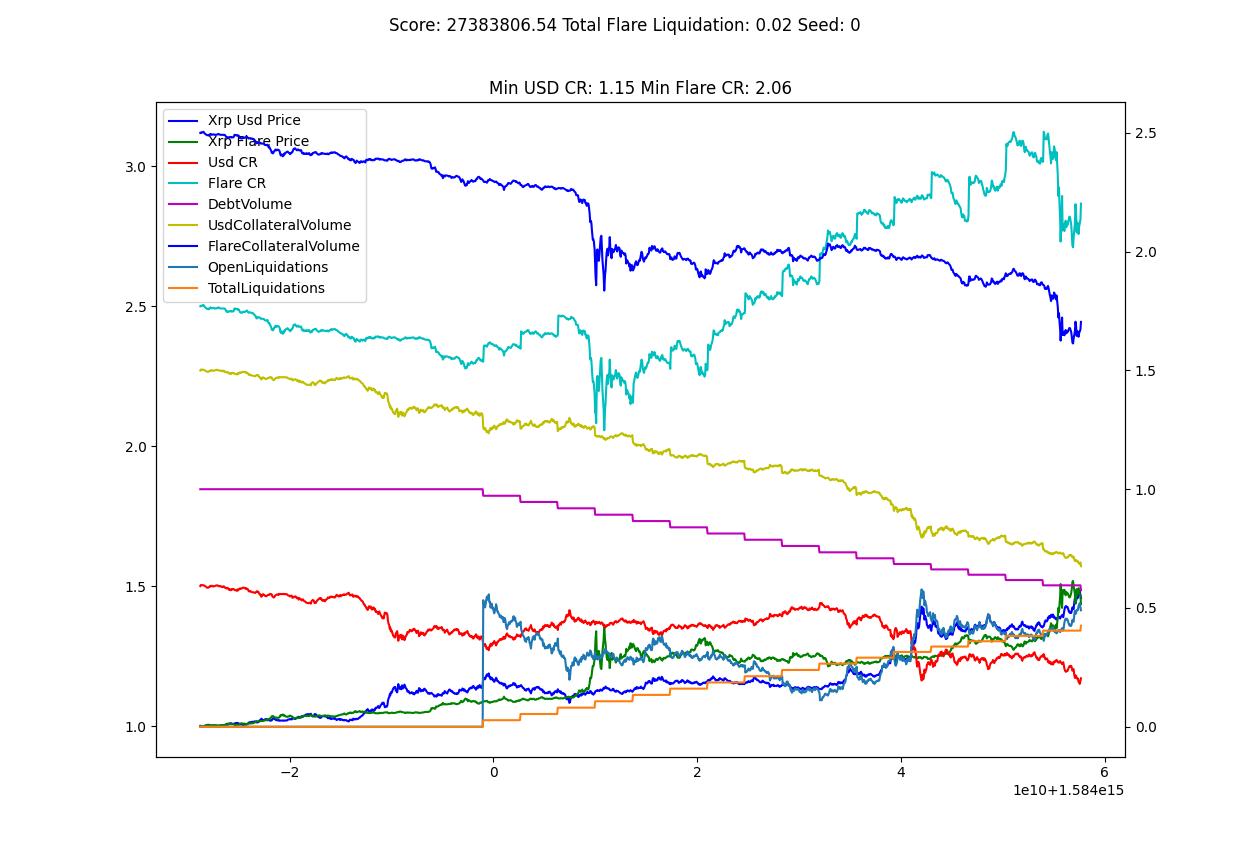 Score: 27383806.54 Total Flare Liquidation: 0.02 Seed: 0
Min USD CR: 1.15 Min Flare CR: 2.06
Xrp Usd Price
Xrp Flare Price
Usd CR
Flare CR
DebtVolume
UsdCollateralVolume
FlareCollateralVolume
OpenLiquidations
TotalLiquidations
3.0
2.5
2.0
1.5
1.0
2.5
2.0
1.5
1.0
0.5
0.0
−2
0
2
4
6
1e10+1.584e15